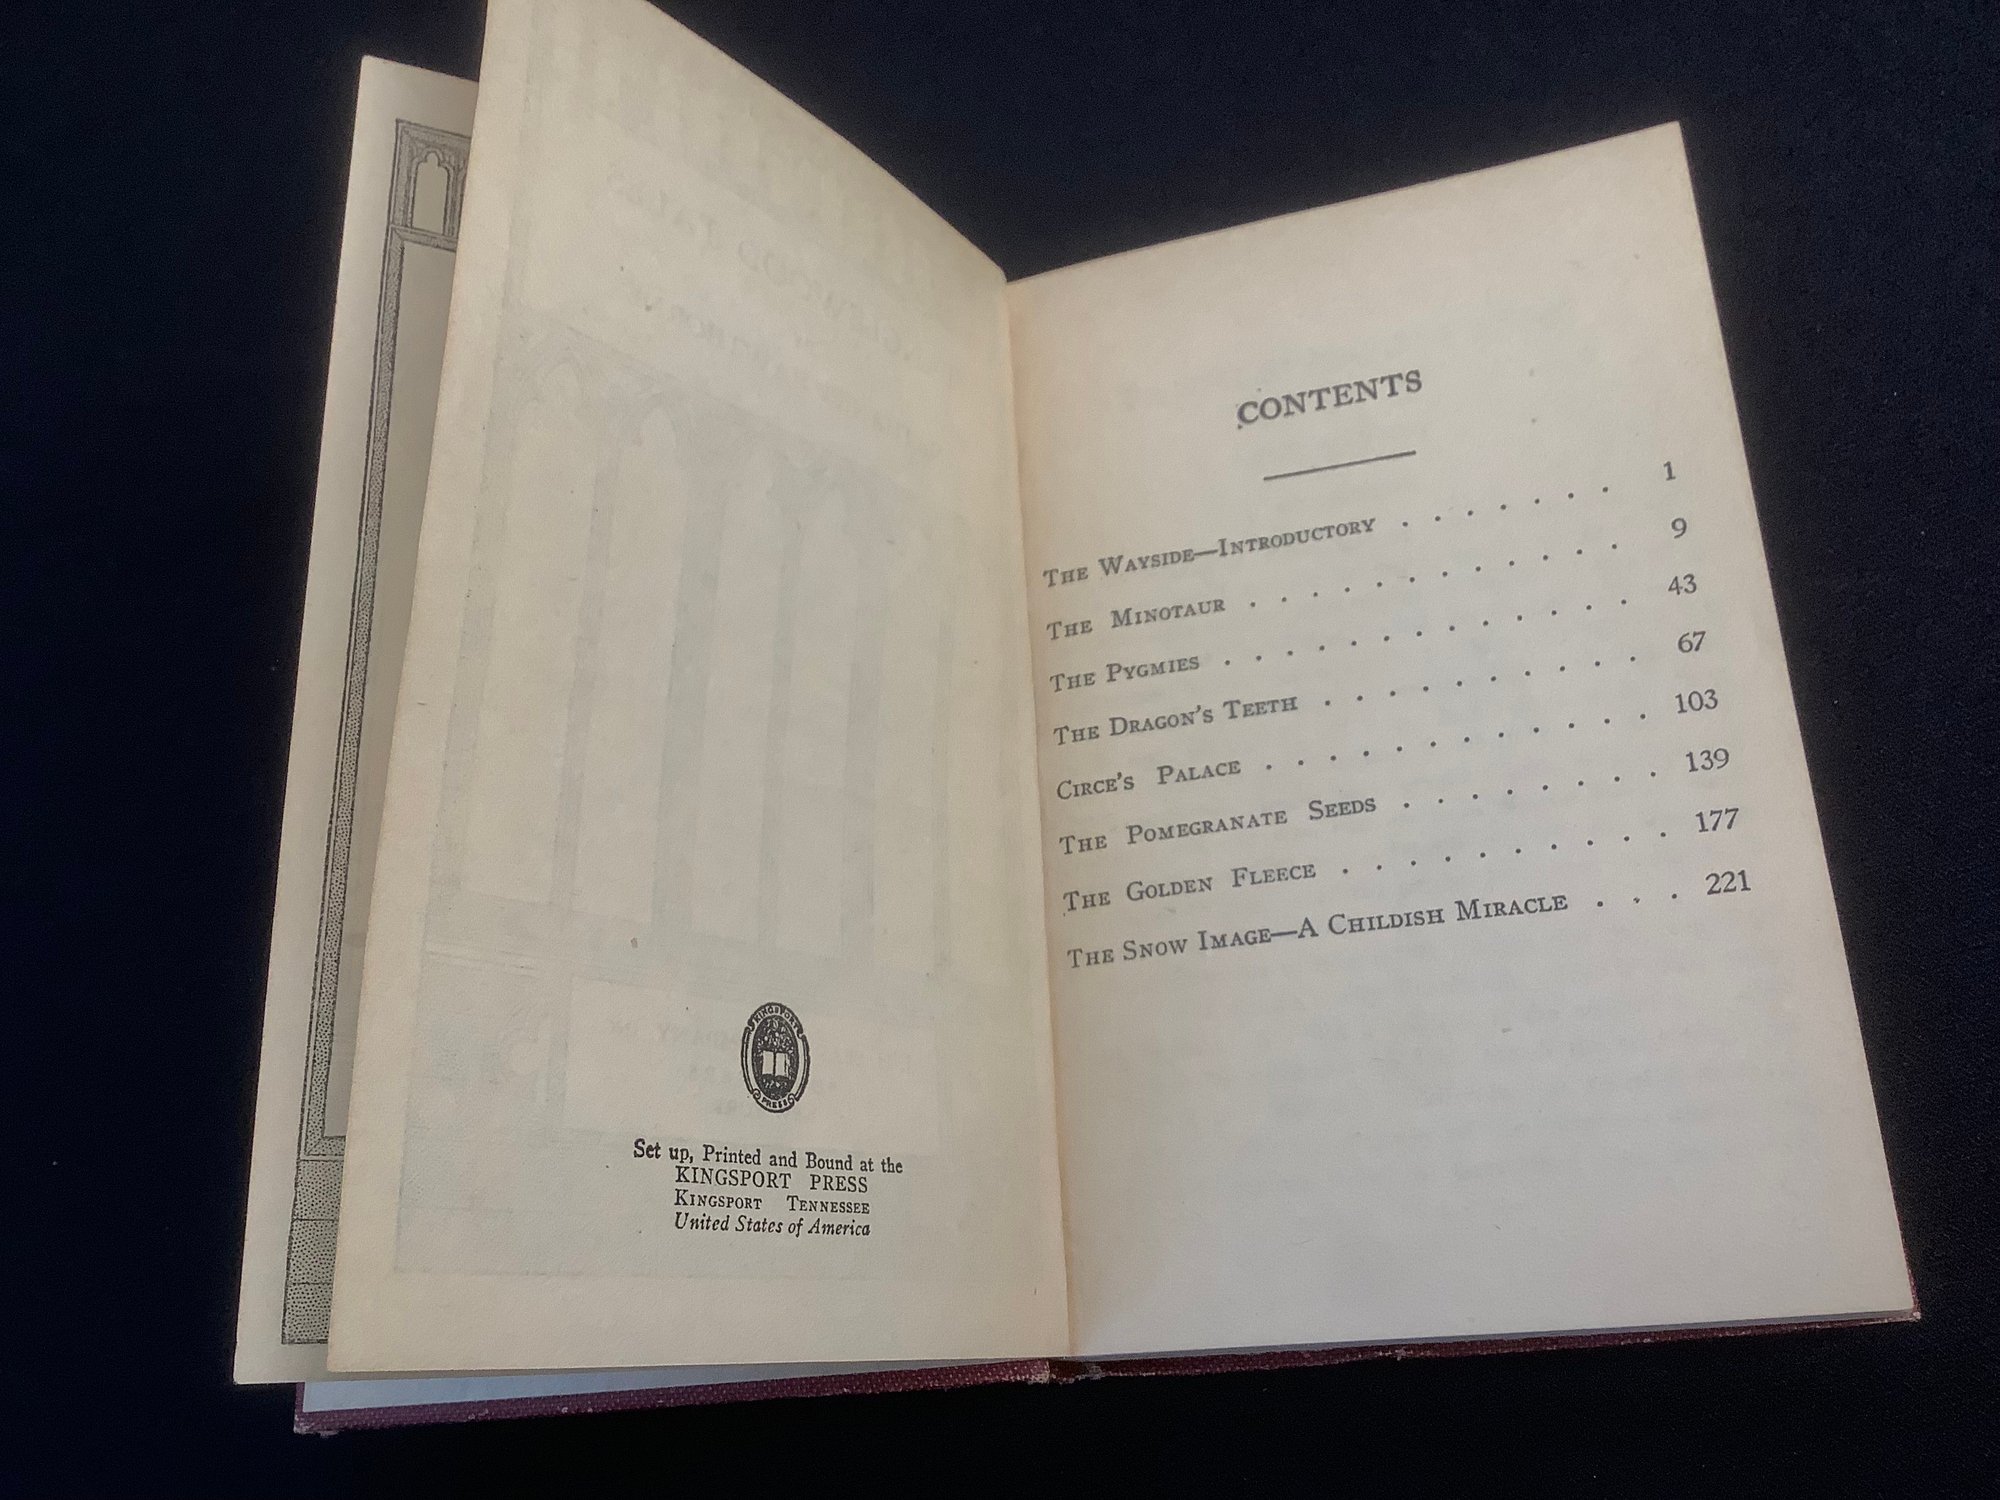 KINGSPORT
PRESS
Set up, Printed and Bound at the
KINGSPORT PRESS
KINGSPORT TENNESSEE
United States of America
CONTENTS
THE WAYSIDE—INTRODUCTORY . . . . . . . 1
THE MINOTAUR . . . . . . . . . . . . 9
THE PYGMIES . . . . . . . . . . . . . 43
THE DRAGON'S TEETH . . . . . . . . . . 67
CIRCE'S PALACE . . . . . . . . . . . . 103
THE POMEGRANATE SEEDS . . . . . . . . 139
THE GOLDEN FLEECE . . . . . . . . . . 177
THE SNOW IMAGE—A CHILDISH MIRACLE . . . 221